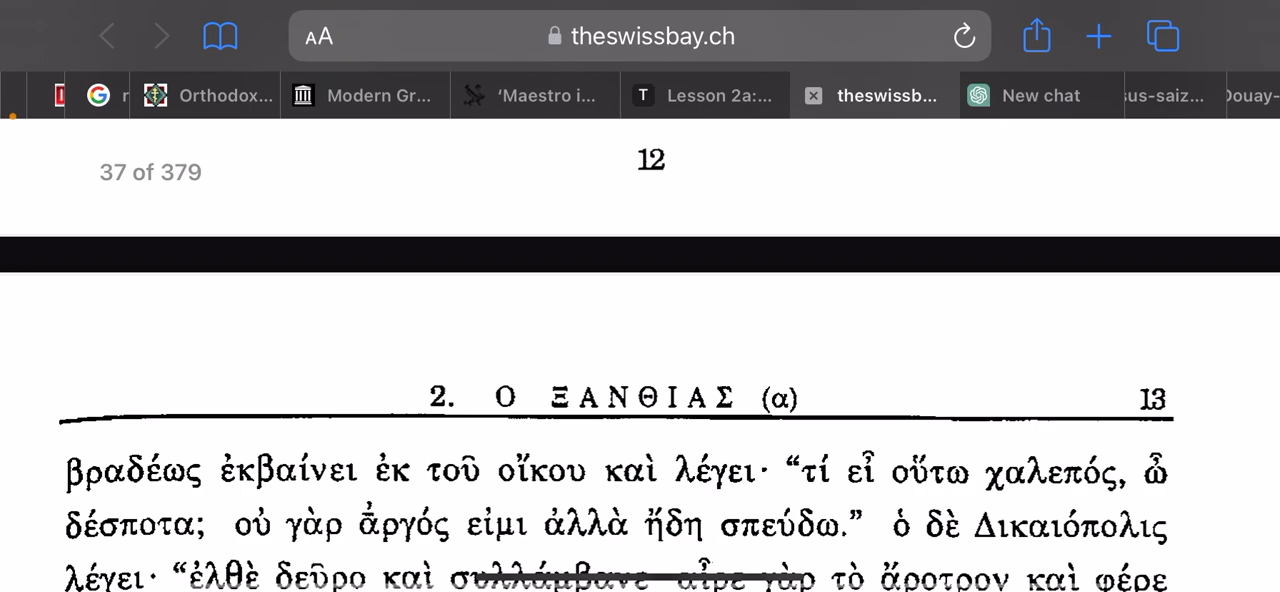 AA theswissbay.ch
r Orthodox... Modern Gr... ‘Maestro i... T Lesson 2a:... theswissb... New chat sus-saiz... Douay-
37 of 379
12
2. Ο ΞΑΝΘΙΑΣ (α) 13
βραδέως ἐκβαίνει ἐκ τοῦ οἴκου καὶ λέγει· “τί εἶ οὕτω χαλεπός, ὦ
δέσποτα; οὐ γὰρ ᾱ̓ργός εἰμι ἀλλὰ ἤδη σπεύδω.” ὁ δὲ Δικαιόπολις
λέγει· “ἐλθὲ δεῦρο καὶ συλλάμβανε· αἶρε γὰρ τὸ ἄροτρον καὶ φέρε